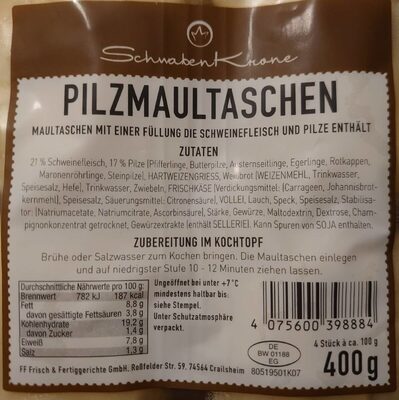 SchwabenKrone
PILZMAULTASCHEN
MAULTASCHEN MIT EINER FÜLLUNG DIE SCHWEINEFLEISCH UND PILZE ENTHÄLT
ZUTATEN
21 % Schweinefleisch, 17 % Pilze (Pfifferlinge, Butterpilze, Austernseitlinge, Egerlinge, Rotkappen,
Maronenröhrlinge, Steinpilze), HARTWEIZENGRIESS, Weißbrot (WEIZENMEHL, Trinkwasser,
Speisesalz, Hefe), Trinkwasser, Zwiebeln, FRISCHKÄSE (Verdickungsmittel: (Carrageen, Johannisbrot-
kernmehl), Speisesalz, Säuerungsmittel: Citronensäure), VOLLEI, Lauch, Speck, Speisesalz, Stabilisa-
tor: (Natriumacetate, Natriumcitrate, Ascorbinsäure), Stärke, Gewürze, Maltodextrin, Dextrose, Cham-
pignonkonzentrat getrocknet, Gewürzextrakte (enthält SELLERIE). Kann Spuren von SOJA enthalten.
ZUBEREITUNG IM KOCHTOPF
Brühe oder Salzwasser zum Kochen bringen. Die Maultaschen einlegen
und auf niedrigster Stufe 10 - 12 Minuten ziehen lassen.
Durchschnittliche Nährwerte pro 100 g:
Brennwert 782 kJ 187 kcal
Fett 8,8 g
davon gesättigte Fettsäuren 3,8 g
Kohlenhydrate 19,2 g
davon Zucker 1,4 g
Eiweiß 7,8 g
Salz 1,3 g
Ungeöffnet bei unter +7°C
mindestens haltbar bis:
siehe Stempel.
Unter Schutzatmosphäre
verpackt.
4 075600 398884
DE
BW 01188
EG
4 Stück à ca. 100 g
400g
FF Frisch & Fertiggerichte GmbH, Roßfelder Str. 59, 74564 Crailsheim
80519501K07